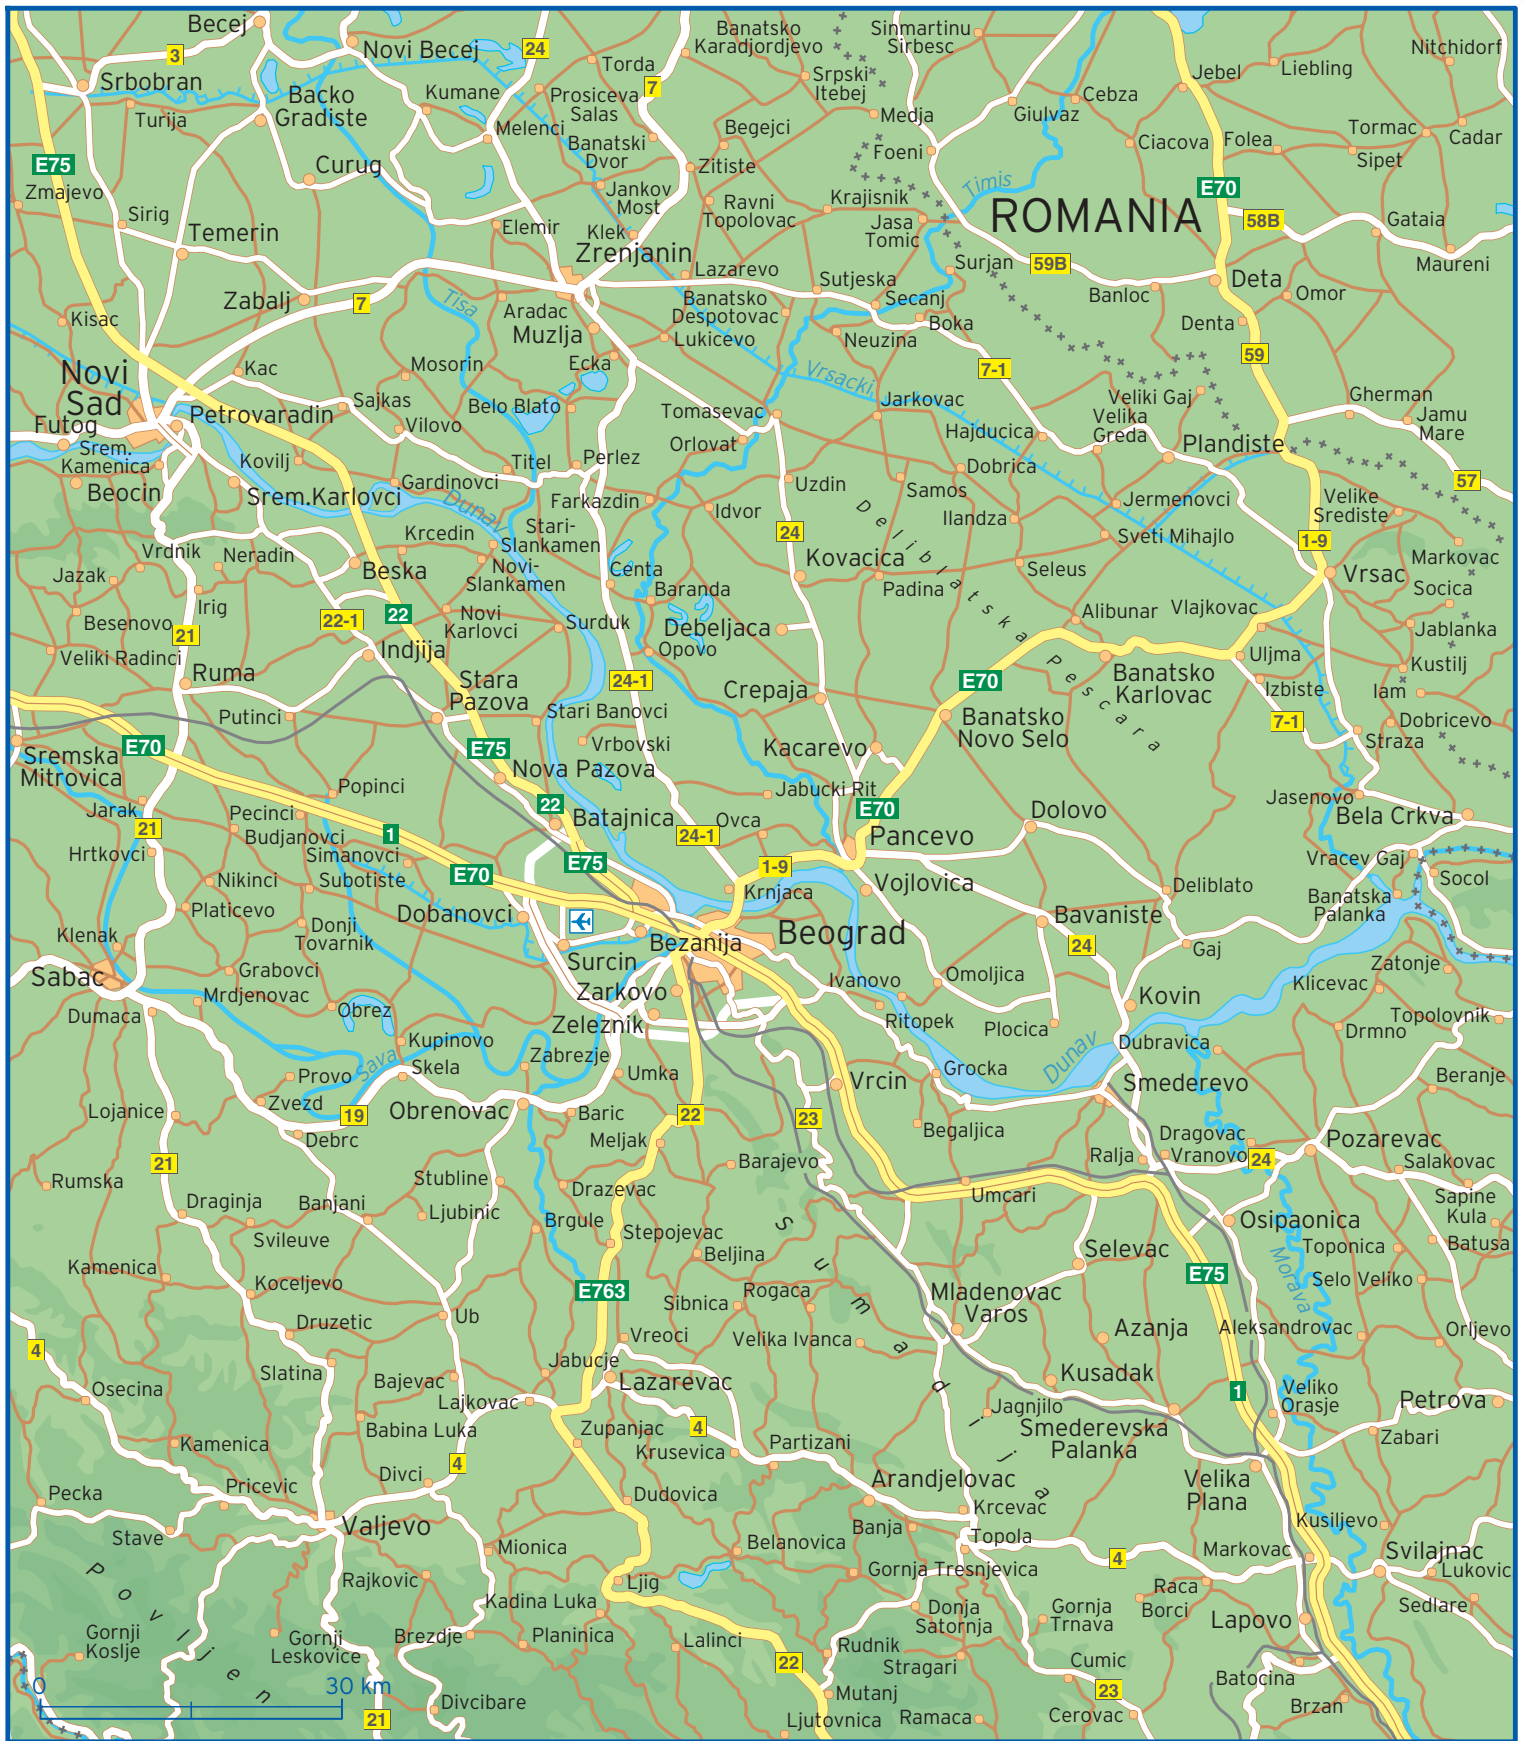 Becej
Novi Becej
24
3
Srbobran
Torda
Banatsko
Karadjordjevo
Sinmartinu
Sirbesc
Nitchidorf
Srpski
Itebej
Jebel
Liebling
7
Backo
Gradiste
Kumane
Prosiceva
Salas
Medja
Giulvaz
Cebza
Turija
Melenci
Begejci
Banatski
Dvor
Foeni
Ciacova
Folea
Tormac
Cadar
Sipet
E75
Curug
Zitiste
Zmajevo
Jankov
Most
Ravni
Topolovac
Krajisnik
Timis
E70
ROMANIA
58B
Sirig
Temerin
Elemir
Klek
Zrenjanin
Jasa
Tomic
Gataia
Surjan
59B
Maureni
Lazarevo
Sutjeska
Banloc
Deta
Omor
Zabalj
7
Tisa
Aradac
Muzlja
Banatsko
Despotovac
Secanj
Boka
Denta
Kisac
Lukicevo
Neuzina
59
Novi
Sad
Kac
Mosorin
Ecka
Vrsacki
7-1
Futog
Petrovaradin
Sajkas
Belo Blato
Tomasevac
Jarkovac
Veliki Gaj
Velika
Greda
Gherman
Jamu
Mare
Srem.
Kamenica
Vilovo
Orlovat
Hajducica
Plandiste
Kovilj
Titel
Perlez
Dobrica
57
Beocin
Srem.Karlovci
Gardinovci
Dunav
Farkazdin
Uzdin
Samos
Jermenovci
Velike
Srediste
Idvor
Ilandza
Deliblatska Pescara
Krcedin
Stari-
Slankamen
24
Sveti Mihajlo
1-9
Vrdnik
Neradin
Beska
Novi-
Slankamen
Centa
Kovacica
Seleus
Vrsac
Markovac
Jazak
Irig
Baranda
Padina
Socica
Besenovo
22-1
22
Novi
Karlovci
Surduk
Debeljaca
Alibunar
Vlajkovac
Jablanka
21
Veliki Radinci
Indjija
Opovo
Uljma
Kustilj
Ruma
Stara
Pazova
24-1
Crepaja
E70
Banatsko
Karlovac
Izbiste
Iam
Putinci
Stari Banovci
Banatsko
Novo Selo
7-1
Dobricevo
Sremska
Mitrovica
E70
E75
Vrbovski
Kacarevo
Straza
Nova Pazova
Popinci
Jabucki Rit
Jasenovo
Jarak
Pecinci
22
E70
Dolovo
Bela Crkva
21
Budjanovci
1
Batajnica
Ovca
24-1
Pancevo
Hrtkovci
Simanovci
E75
1-9
Vracev Gaj
Nikinci
Subotiste
E70
Krnjaca
Vojlovica
Deliblato
Socol
Platicevo
Dobanovci
Bavaniste
Banatska
Palanka
Klenak
Donji
Tovarnik
Bezanija
Beograd
24
Gaj
Sabac
Grabovci
Surcin
Ivanovo
Omoljica
Zatonje
Mrdjenovac
Zarkovo
Klicevac
Obrez
Kovin
Dumaca
Zeleznik
Ritopek
Plocica
Topolovnik
Kupinovo
Dunav
Dubravica
Drmno
Sava
Skela
Zabrezje
Provo
Umka
Vrcin
Grocka
Smederevo
Beranje
Zvezd
Lojanice
19
Obrenovac
Baric
22
23
Begaljica
Debrc
Meljak
Dragovac
Vranovo
Pozarevac
21
Barajevo
Ralja
24
Rumska
Stubline
Drazevac
Umcari
Salakovac
Draginja
Banjani
Ljubinic
Sapine
Kula
Brgule
Stepojevac
Osipaonica
Svileuve
Beljina
Selevac
Toponica
Batusa
Kamenica
E75
Koceljevo
E763
Rogaca
Sumadija
Mladenovac
Varos
Morava
Selo Veliko
Sibnica
Druzetic
Ub
Vreoci
Velika Ivanca
Azanja
Aleksandrovac
Orljevo
4
Slatina
Jabucje
Osecina
Bajevac
Lazarevac
Kusadak
1
Veliko
Orasje
Petrova
Lajkovac
Jagnjilo
Babina Luka
Zupanjac
4
Smederevska
Palanka
Kamenica
Krusevica
Partizani
Zabari
4
Divci
Arandjelovac
Velika
Plana
Pecka
Pricevic
Dudovica
Krcevac
Valjevo
Banja
Kusiljevo
Stave
Topola
Mionica
Belanovica
4
Markovac
Svilajnac
Povljen
Rajkovic
Ljig
Gornja Tresnjevica
Raca
Lukovic
Kadina Luka
Donja
Satornja
Gornja
Trnava
Borci
Sedlare
Gornji
Koslje
Gornji
Leskovice
Brezdje
Planinica
Lalinci
Rudnik
Lapovo
Stragari
22
Cumic
Batocina
0
30 km
Mutanj
23
Divcibare
Brzan
21
Ljutovnica
Ramaca
Cerovac